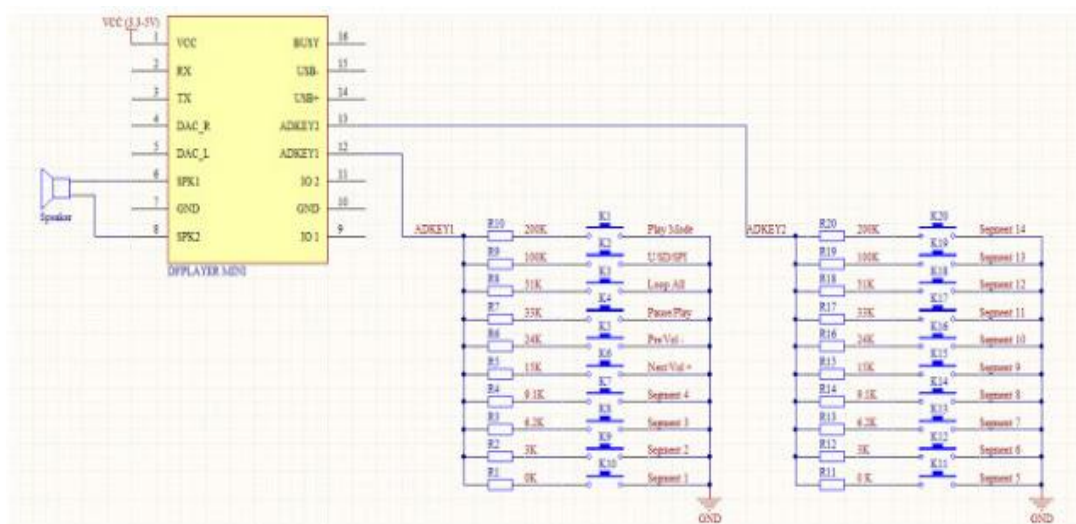 VCC (3.3-5V)
1 VCC BUSY 16
2 RX USB- 15
3 TX USB+ 14
4 DAC_R ADKEY2 13
5 DAC_L ADKEY1 12
6 SPK1 IO 2 11
7 GND GND 10
8 SPK2 IO 1 9
Speaker
DFPLAYER MINI
ADKEY1
R10 200K K1 Play Mode
R9 100K K2 U/SD/SPI
R8 51K K3 Loop All
R7 33K K4 Pause/Play
R6 24K K5 Pre/Vol -
R5 15K K6 Next/Vol +
R4 9.1K K7 Segment 4
R3 6.2K K8 Segment 3
R2 3K K9 Segment 2
R1 0K K10 Segment 1
GND
ADKEY2
R20 200K K20 Segment 14
R19 100K K19 Segment 13
R18 51K K18 Segment 12
R17 33K K17 Segment 11
R16 24K K16 Segment 10
15K K15 Segment 9
R14 9.1K K14 Segment 8
R13 6.2K K13 Segment 7
R12 3K K12 Segment 6
R11 0 K K11 Segment 5
GND